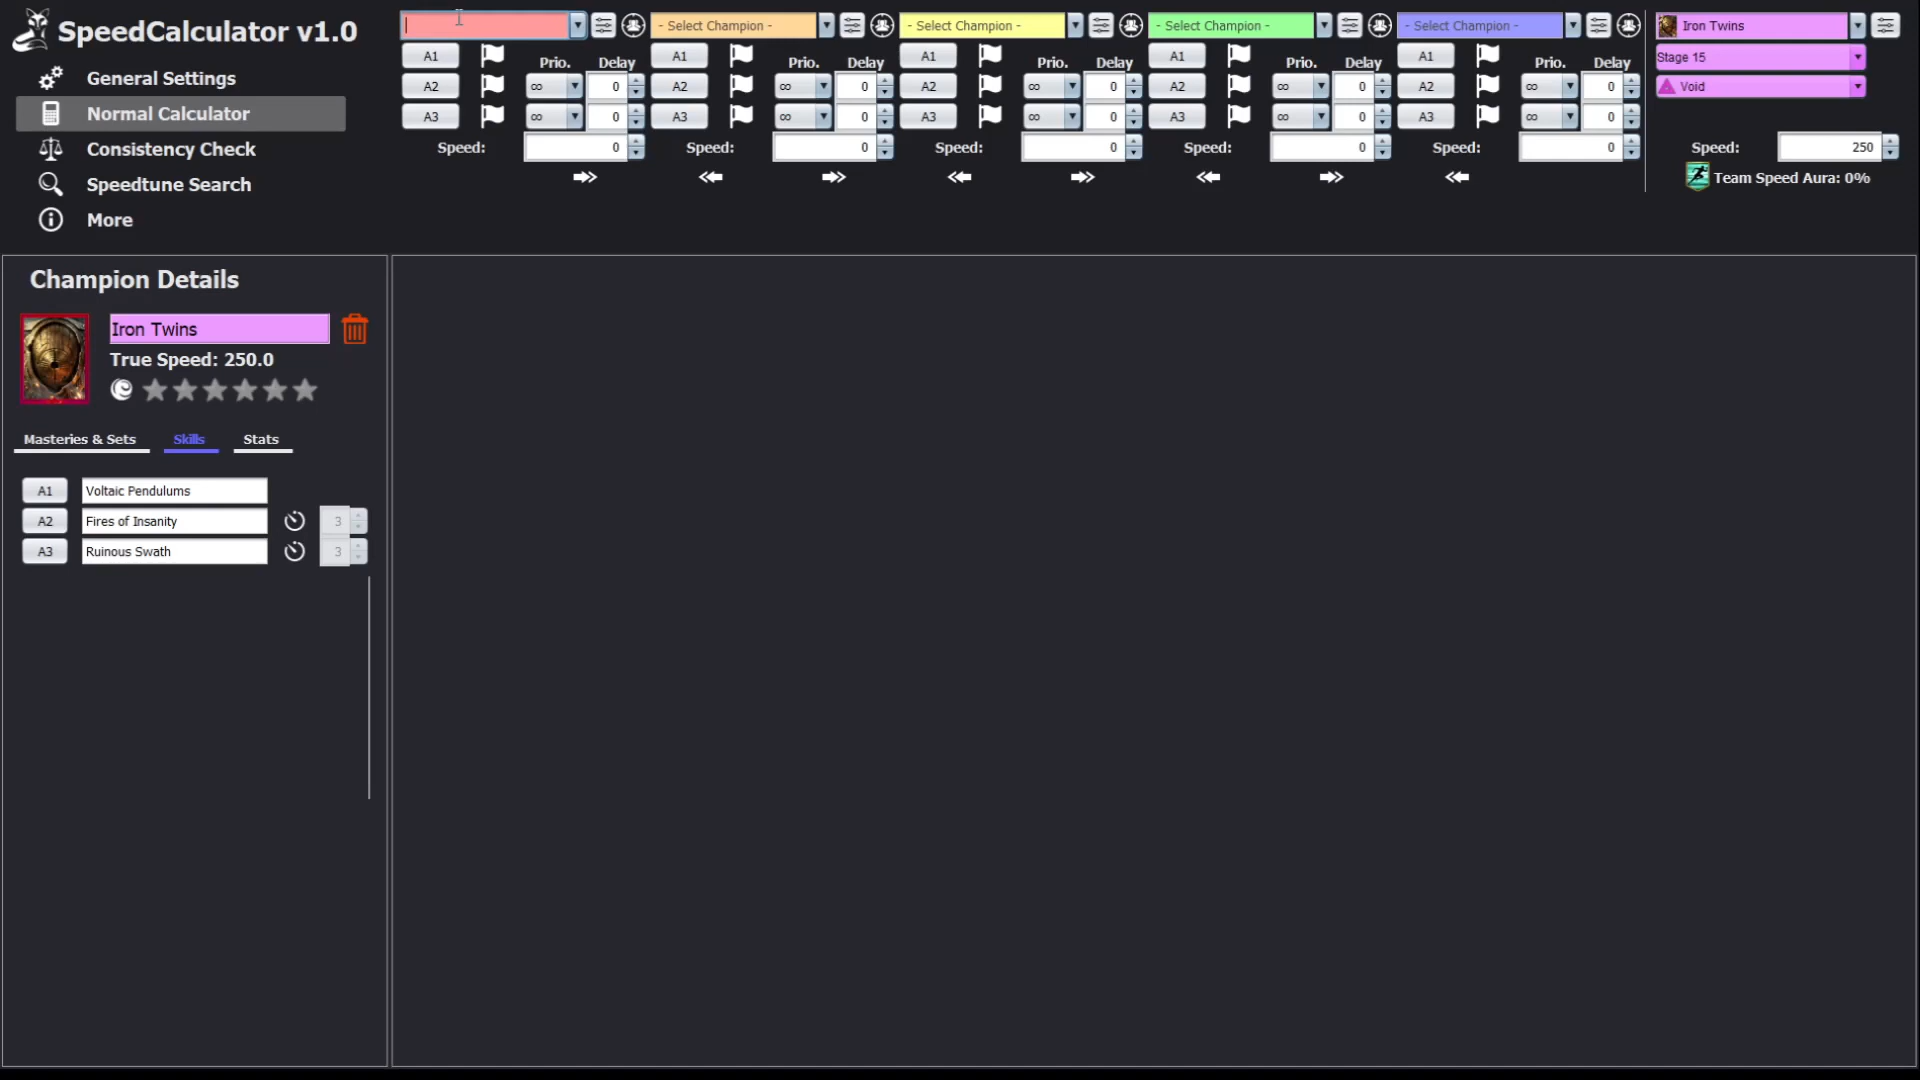 SpeedCalculator v1.0
General Settings
Normal Calculator
Consistency Check
Speedtune Search
More
- Select Champion - - Select Champion - - Select Champion - - Select Champion - Iron Twins
A1 A1 A1 A1 A1 Stage 15
Prio. Delay Prio. Delay Prio. Delay Prio. Delay Prio. Delay
A2 ∞ 0 A2 ∞ 0 A2 ∞ 0 A2 ∞ 0 A2 ∞ 0 Void
A3 ∞ 0 A3 ∞ 0 A3 ∞ 0 A3 ∞ 0 A3 ∞ 0
Speed: 0 Speed: 0 Speed: 0 Speed: 0 Speed: 0 Speed: 250
Team Speed Aura: 0%
Champion Details
Iron Twins
True Speed: 250.0
Masteries & Sets Skills Stats
A1 Voltaic Pendulums
A2 Fires of Insanity 3
A3 Ruinous Swath 3